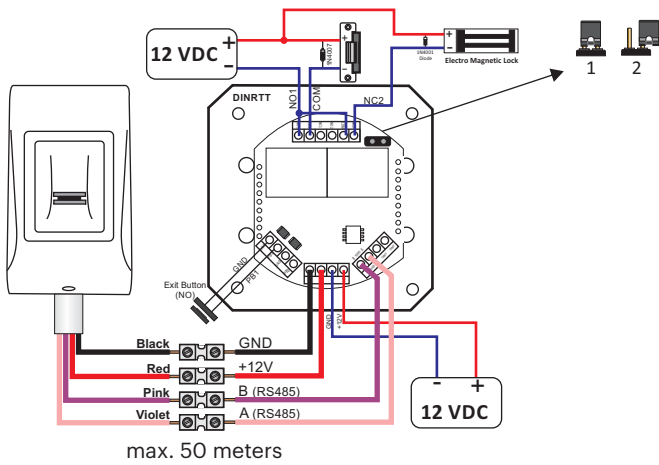 12 VDC
+
-
1N4007
+
-
1N4001
Diode
Electro Magnetic Lock
1
2
DINRTT
NO1
COM
NC2
GND
PB1
Exit Button
(NO)
GND
+12V
Black
GND
Red
+12V
Pink
B (RS485)
Violet
A (RS485)
-
+
12 VDC
max. 50 meters